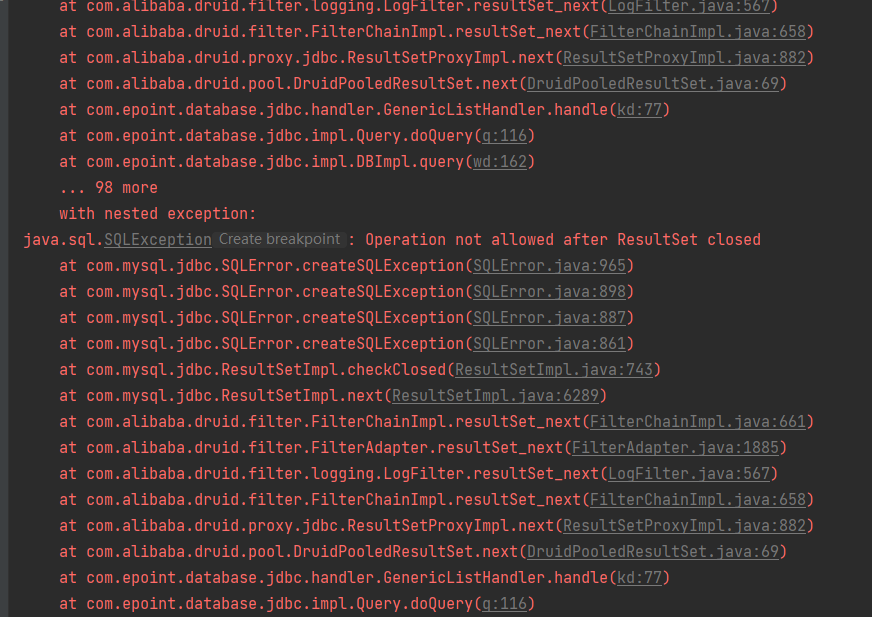 at com.alibaba.druid.filter.logging.LogFilter.resultSet_next(LogFilter.java:567)
at com.alibaba.druid.filter.FilterChainImpl.resultSet_next(FilterChainImpl.java:658)
at com.alibaba.druid.proxy.jdbc.ResultSetProxyImpl.next(ResultSetProxyImpl.java:882)
at com.alibaba.druid.pool.DruidPooledResultSet.next(DruidPooledResultSet.java:69)
at com.epoint.database.jdbc.handler.GenericListHandler.handle(kd:77)
at com.epoint.database.jdbc.impl.Query.doQuery(q:116)
at com.epoint.database.jdbc.impl.DBImpl.query(wd:162)
... 98 more
with nested exception:
java.sql.SQLException Create breakpoint : Operation not allowed after ResultSet closed
at com.mysql.jdbc.SQLError.createSQLException(SQLError.java:965)
at com.mysql.jdbc.SQLError.createSQLException(SQLError.java:898)
at com.mysql.jdbc.SQLError.createSQLException(SQLError.java:887)
at com.mysql.jdbc.SQLError.createSQLException(SQLError.java:861)
at com.mysql.jdbc.ResultSetImpl.checkClosed(ResultSetImpl.java:743)
at com.mysql.jdbc.ResultSetImpl.next(ResultSetImpl.java:6289)
at com.alibaba.druid.filter.FilterChainImpl.resultSet_next(FilterChainImpl.java:661)
at com.alibaba.druid.filter.FilterAdapter.resultSet_next(FilterAdapter.java:1885)
at com.alibaba.druid.filter.logging.LogFilter.resultSet_next(LogFilter.java:567)
at com.alibaba.druid.filter.FilterChainImpl.resultSet_next(FilterChainImpl.java:658)
at com.alibaba.druid.proxy.jdbc.ResultSetProxyImpl.next(ResultSetProxyImpl.java:882)
at com.alibaba.druid.pool.DruidPooledResultSet.next(DruidPooledResultSet.java:69)
at com.epoint.database.jdbc.handler.GenericListHandler.handle(kd:77)
at com.epoint.database.jdbc.impl.Query.doQuery(q:116)